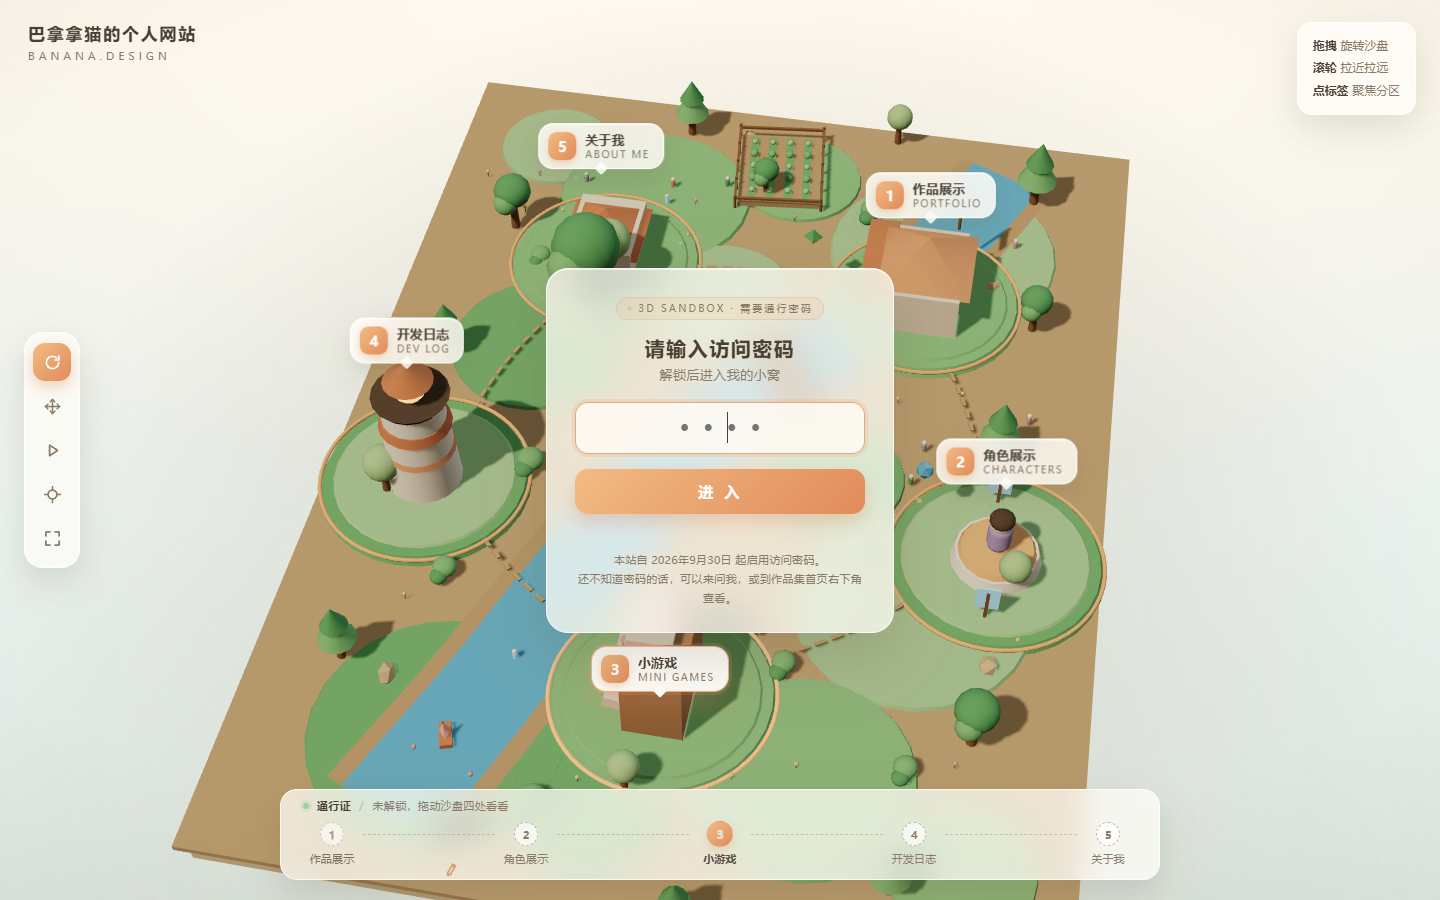 巴拿拿猫的个人网站
BANANA.DESIGN
拖拽 旋转沙盘
滚轮 拉近拉远
点标签 聚焦分区
5
关于我
ABOUT ME
1
作品展示
PORTFOLIO
4
开发日志
DEV LOG
3D SANDBOX · 需要通行密码
请输入访问密码
解锁后进入我的小窝
进 入
本站自 2026年9月30日 起启用访问密码。
还不知道密码的话，可以来问我，或到作品集首页右下角
查看。
2
角色展示
CHARACTERS
3
小游戏
MINI GAMES
逼行证 / 未解锁，拖动沙盘四处看看
1
2
3
4
5
作品展示
角色展示
小游戏
开发日志
关于我